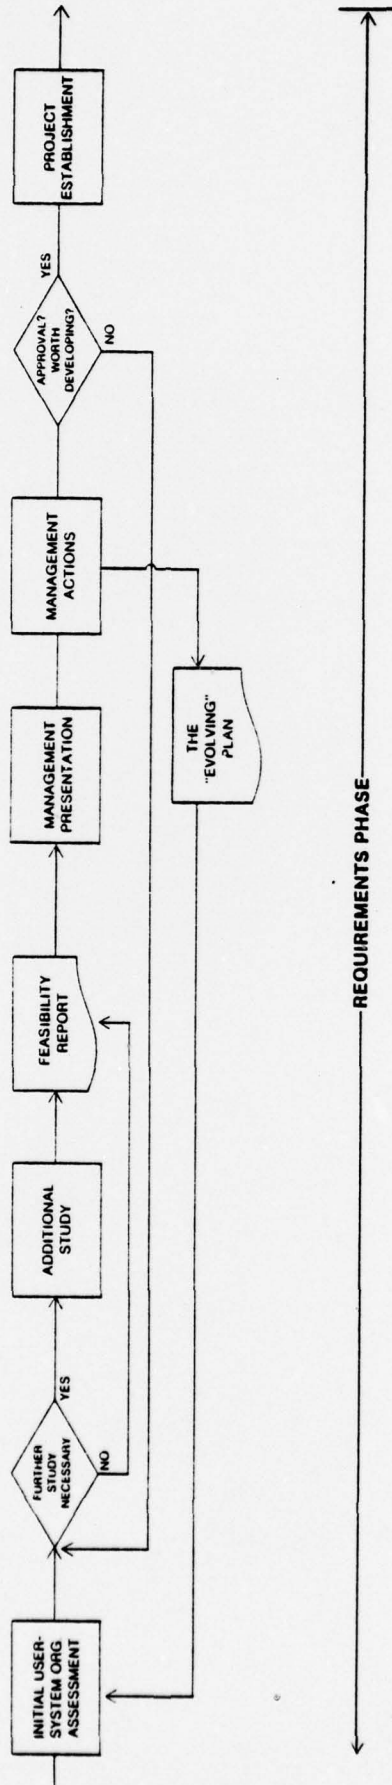 INITIAL USER-
SYSTEM ORG
ASSESSMENT
FURTHER
STUDY
NECESSARY
YES
NO
ADDITIONAL
STUDY
FEASIBILITY
REPORT
MANAGEMENT
PRESENTATION
MANAGEMENT
ACTIONS
THE
"EVOLVING"
PLAN
APPROVAL?
WORTH
DEVELOPING?
YES
NO
PROJECT
ESTABLISHMENT
REQUIREMENTS PHASE